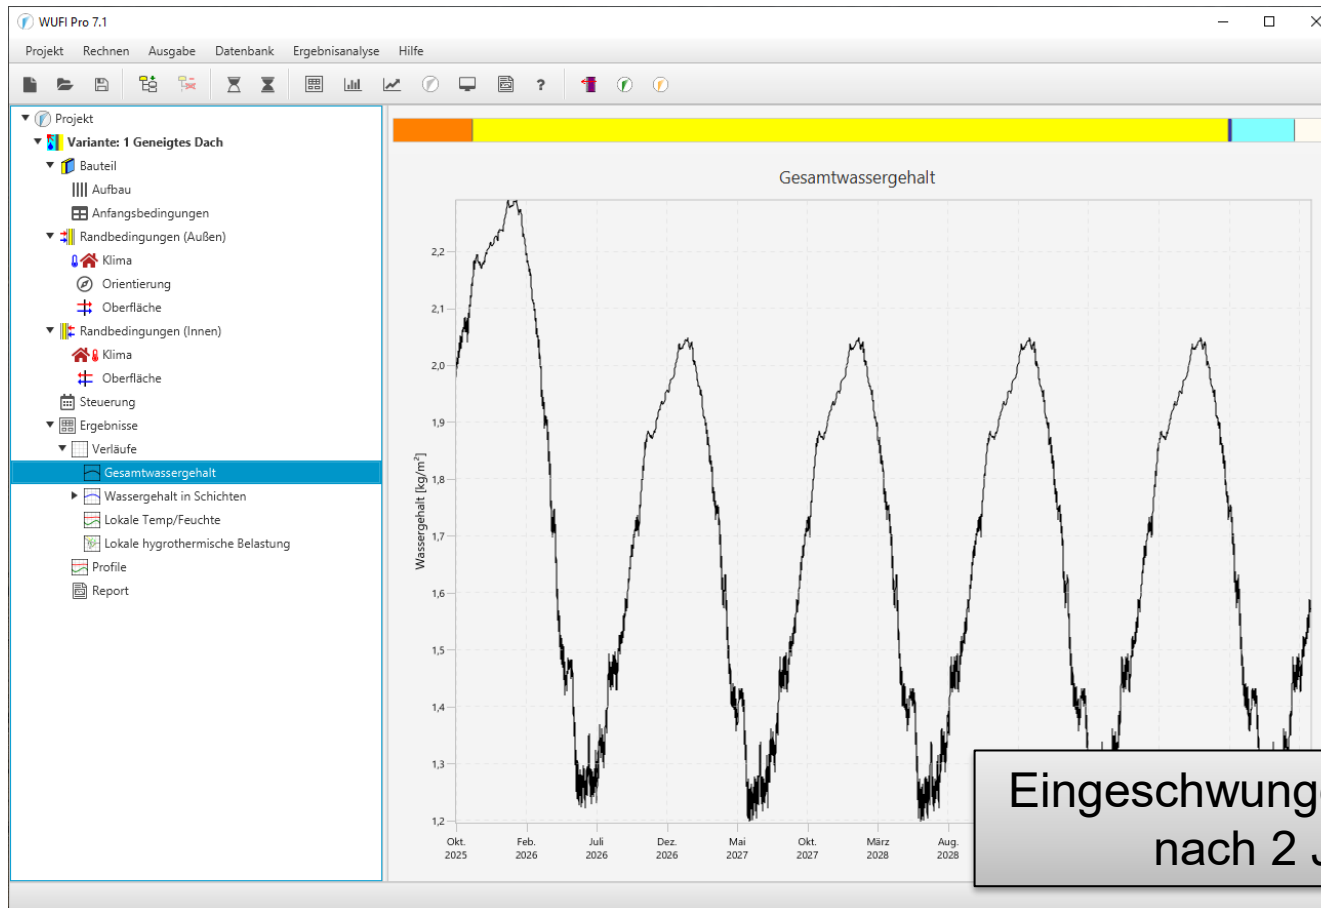 WUFI Pro 7.1
Projekt Rechnen Ausgabe Datenbank Ergebnisanalyse Hilfe
?
Projekt
Variante: 1 Geneigtes Dach
Bauteil
Aufbau
Anfangsbedingungen
Randbedingungen (Außen)
Klima
Orientierung
Oberfläche
Randbedingungen (Innen)
Klima
Oberfläche
Steuerung
Ergebnisse
Verläufe
Gesamtwassergehalt
Wassergehalt in Schichten
Lokale Temp/Feuchte
Lokale hygrothermische Belastung
Profile
Report
Gesamtwassergehalt
Wassergehalt [kg/m²]
2,2
2,1
2,0
1,9
1,8
1,7
1,6
1,5
1,4
1,3
1,2
Okt. Feb. Juli Dez. Mai Okt. März Aug.
2025 2026 2026 2026 2027 2027 2028 2028
Eingeschwung
nach 2